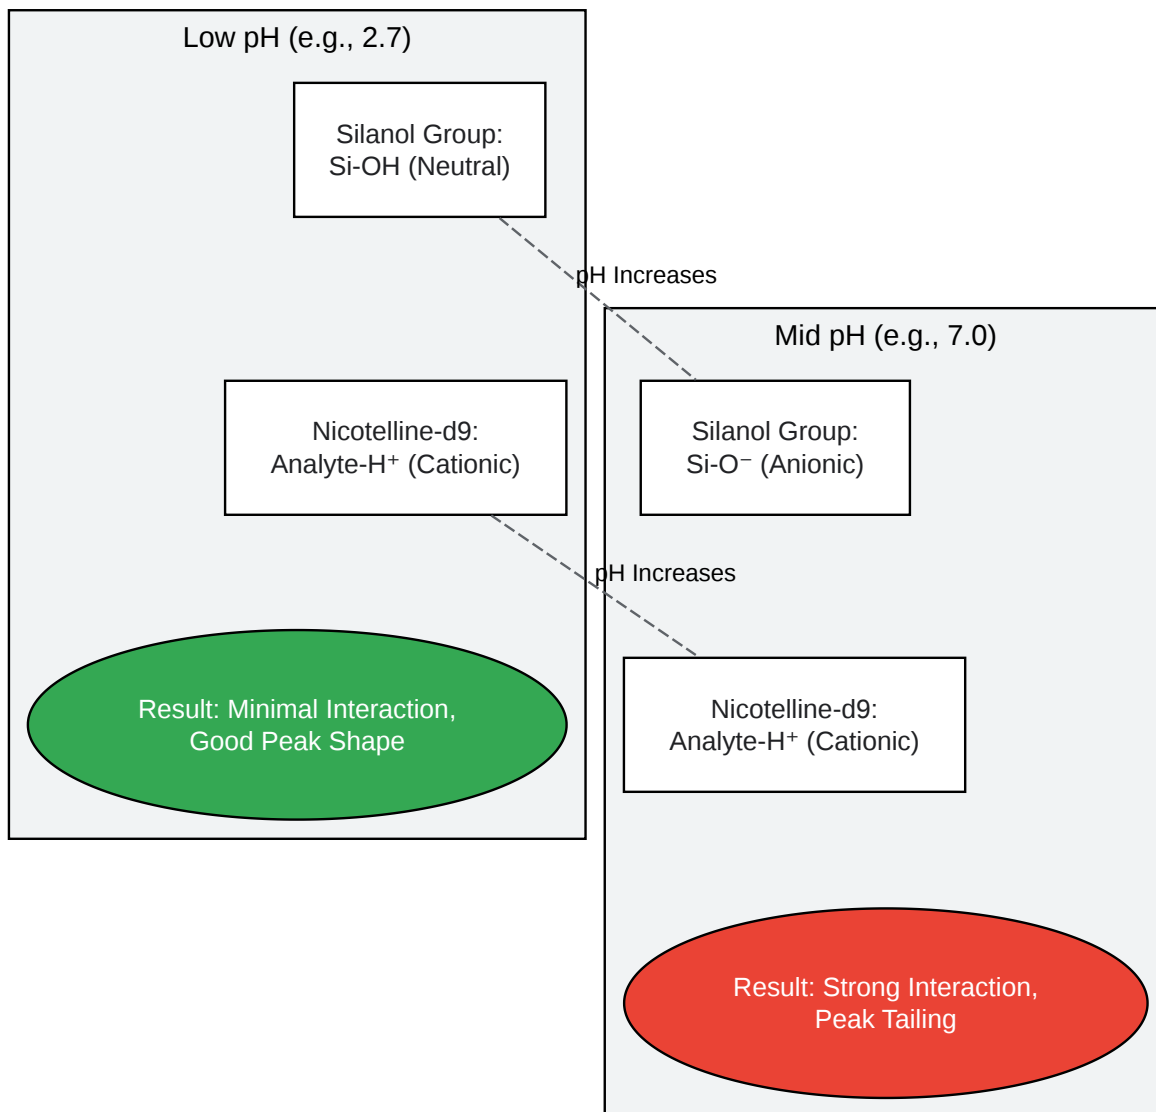 Low pH (e.g., 2.7)
Silanol Group:
Si-OH (Neutral)
pH Increases
Nicotelline-d9:
Analyte-H⁺ (Cationic)
Result: Minimal Interaction,
Good Peak Shape
Mid pH (e.g., 7.0)
Silanol Group:
Si-O⁻ (Anionic)
pH Increases
Nicotelline-d9:
Analyte-H⁺ (Cationic)
Result: Strong Interaction,
Peak Tailing